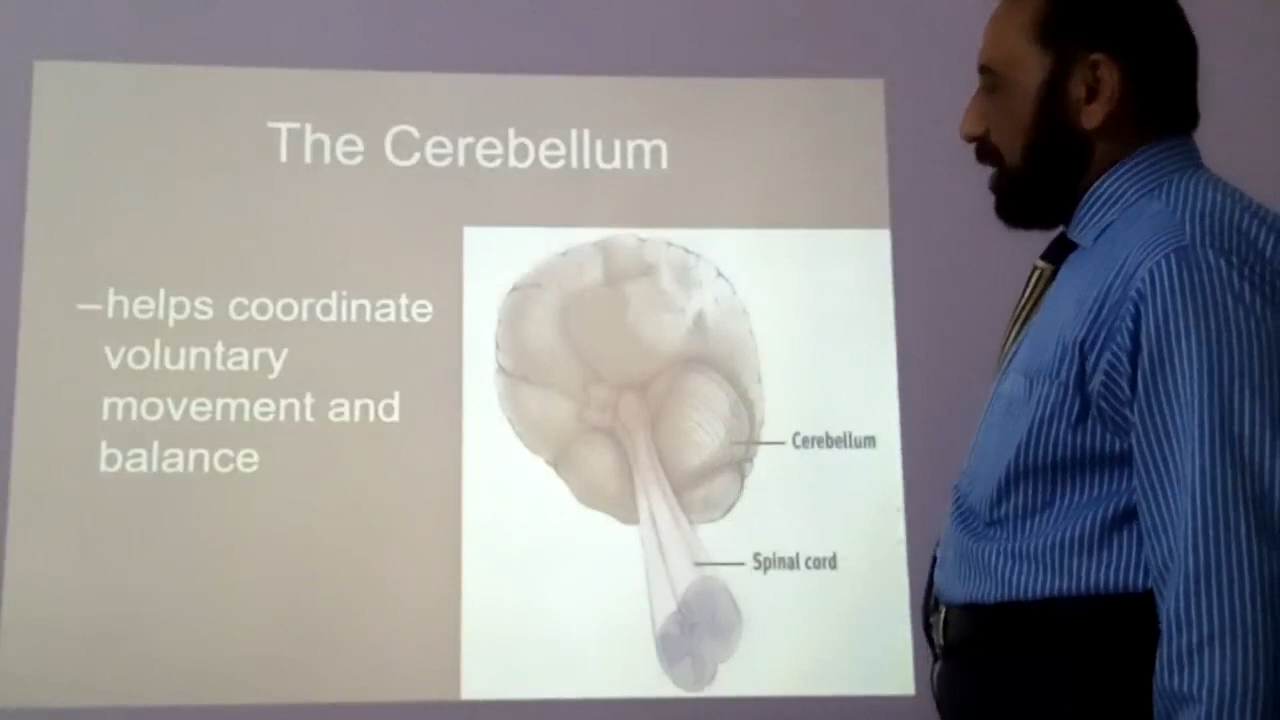 The Cerebellum
–helps coordinate
voluntary
movement and
balance
Cerebellum
Spinal cord